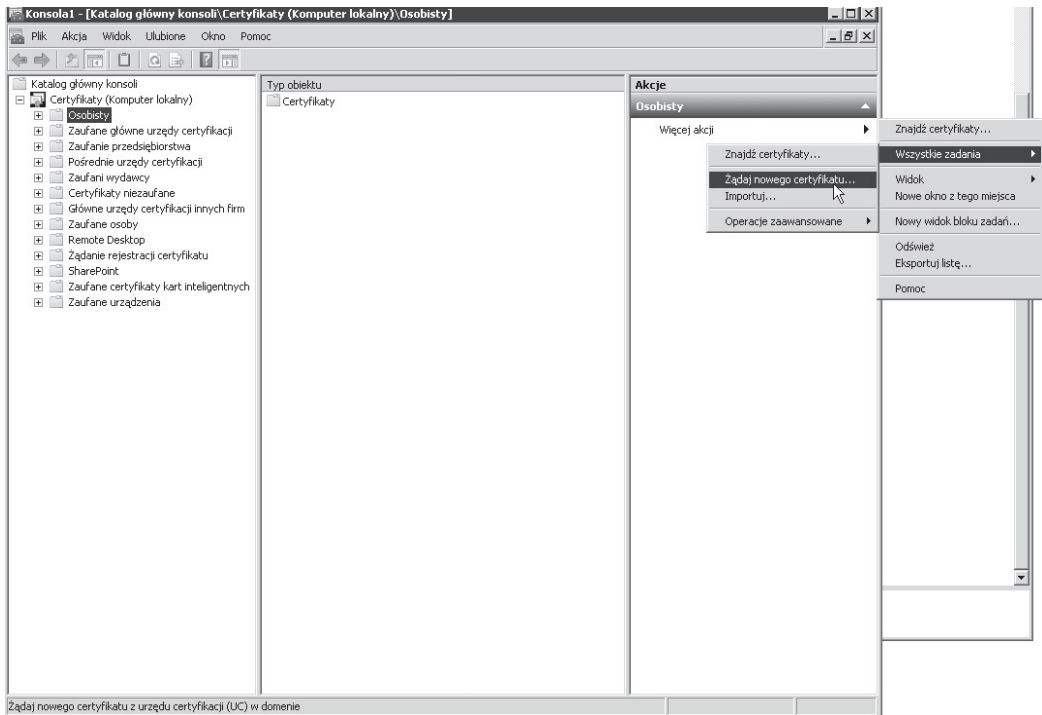 Konsola1 - [Katalog główny konsoli\Certyfikaty (Komputer lokalny)\Osobisty]
Plik Akcja Widok Ulubione Okno Pomoc
Katalog główny konsoli
Certyfikaty (Komputer lokalny)
Osobisty
Zaufane główne urzędy certyfikacji
Zaufanie przedsiębiorstwa
Pośrednie urzędy certyfikacji
Zaufani wydawcy
Certyfikaty niezaufane
Główne urzędy certyfikacji innych firm
Zaufane osoby
Remote Desktop
Żądanie rejestracji certyfikatu
SharePoint
Zaufane certyfikaty kart inteligentnych
Zaufane urządzenia
Typ obiektu
Certyfikaty
Akcje
Osobisty
Więcej akcji
Znajdź certyfikaty...
Żądaj nowego certyfikatu...
Importuj...
Operacje zaawansowane
Znajdź certyfikaty...
Wszystkie zadania
Widok
Nowe okno z tego miejsca
Nowy widok bloku zadań...
Odśwież
Eksportuj listę...
Pomoc
Żądaj nowego certyfikatu z urzędu certyfikacji (UC) w domenie